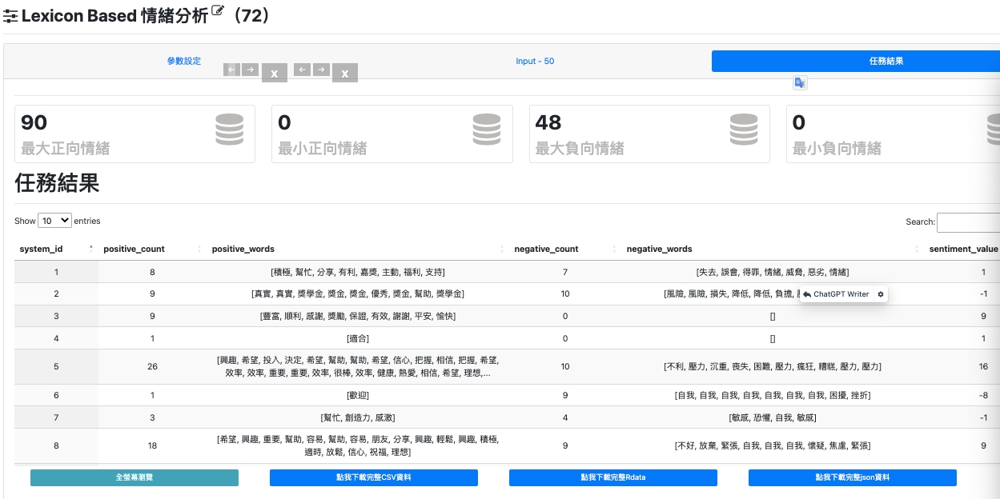 Lexicon Based 情緒分析 （72）
參數設定 Input - 50 任務結果
← → X ← → X
90 0 48 0
最大正向情緒 最小正向情緒 最大負向情緒 最小負向情緒
任務結果
Show 10 entries Search:
system_id positive_count positive_words negative_count negative_words sentiment_value
1 8 [積極, 幫忙, 分享, 有利, 嘉獎, 主動, 福利, 支持] 7 [失去, 誤會, 得罪, 情緒, 威脅, 惡劣, 情緒] 1
2 9 [真實, 真實, 獎學金, 獎金, 獎金, 優秀, 獎金, 幫助, 獎學金] 10 [風險, 風險, 損失, 降低, 降低, 負擔, -1
ChatGPT Writer
3 9 [豐富, 順利, 感謝, 獎勵, 保證, 有效, 謝謝, 平安, 愉快] 0 [] 9
4 1 [適合] 0 [] 1
[興趣, 希望, 投入, 決定, 希望, 幫助, 幫助, 希望, 信心, 把握, 相信, 把握, 希望,
5 26 效率, 效率, 重要, 重要, 效率, 很棒, 效率, 健康, 熱愛, 相信, 希望, 理想,... 10 [不利, 壓力, 沉重, 喪失, 困難, 壓力, 瘋狂, 糟糕, 壓力, 壓力] 16
6 1 [歡迎] 9 [自我, 自我, 自我, 自我, 自我, 自我, 自我, 困擾, 挫折] -8
7 3 [幫忙, 創造力, 感激] 4 [敏感, 恐懼, 自我, 敏感] -1
[希望, 興趣, 重要, 幫助, 容易, 幫助, 容易, 朋友, 分享, 興趣, 輕鬆, 興趣, 積極,
8 18 適時, 放鬆, 信心, 祝福, 理想] 9 [不好, 放棄, 緊張, 自我, 自我, 自我, 懷疑, 焦慮, 緊張] 9
全螢幕瀏覽 點我下載完整CSV資料 點我下載完整Rdata 點我下載完整json資料